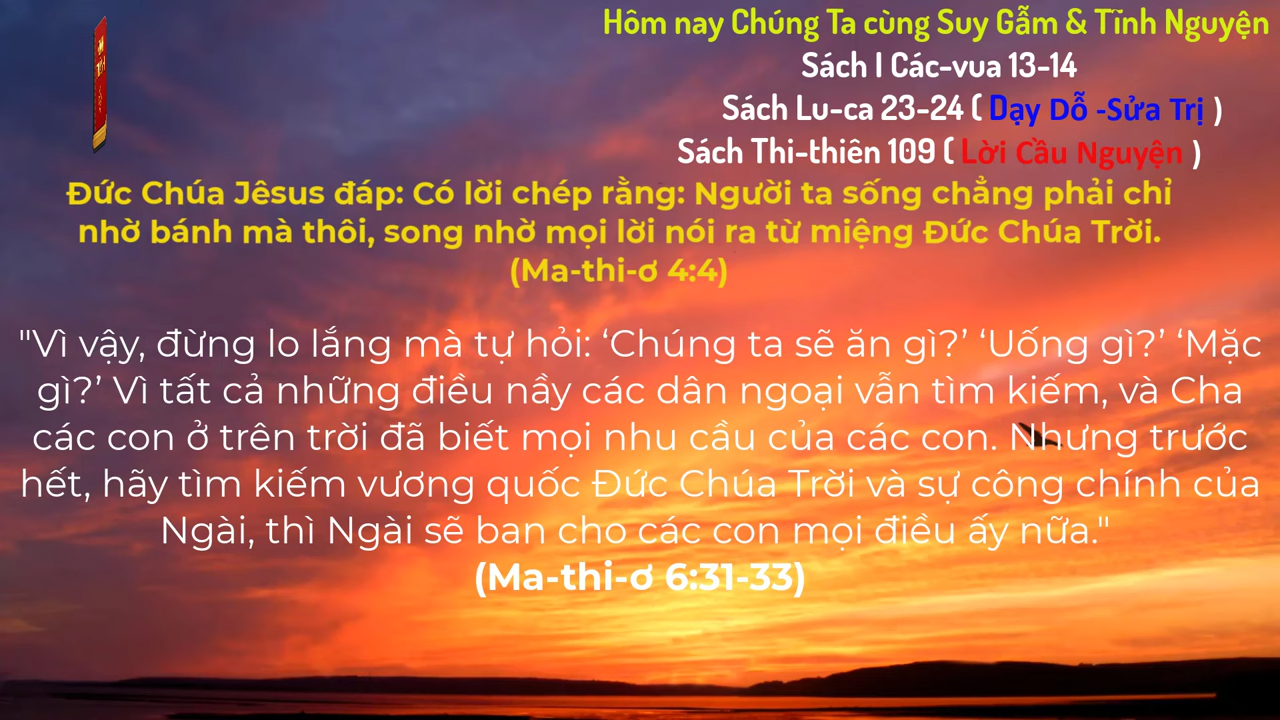 Hôm nay Chúng Ta cùng Suy Gẫm & Tĩnh Nguyện
Sách I Các-vua 13-14
Sách Lu-ca 23-24 ( Dạy Dỗ -Sửa Trị )
Sách Thi-thiên 109 ( Lời Cầu Nguyện )
Đức Chúa Jêsus đáp: Có lời chép rằng: Người ta sống chẳng phải chỉ
nhờ bánh mà thôi, song nhờ mọi lời nói ra từ miệng Đức Chúa Trời.
(Ma-thi-ơ 4:4)
"Vì vậy, đừng lo lắng mà tự hỏi: ‘Chúng ta sẽ ăn gì?’ ‘Uống gì?’ ‘Mặc
gì?’ Vì tất cả những điều nầy các dân ngoại vẫn tìm kiếm, và Cha
các con ở trên trời đã biết mọi nhu cầu của các con. Nhưng trước
hết, hãy tìm kiếm vương quốc Đức Chúa Trời và sự công chính của
Ngài, thì Ngài sẽ ban cho các con mọi điều ấy nữa."
(Ma-thi-ơ 6:31-33)